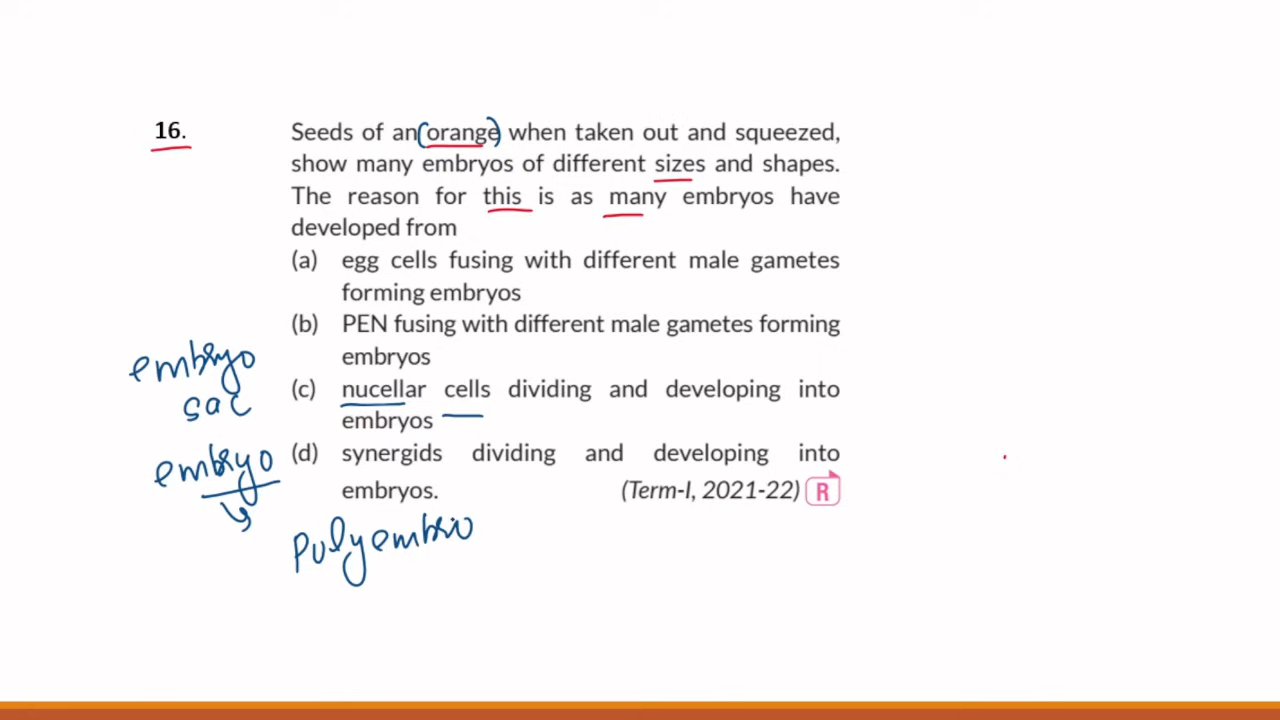 16.
Seeds of an (orange) when taken out and squeezed,
show many embryos of different sizes and shapes.
The reason for this is as many embryos have
developed from
(a) egg cells fusing with different male gametes
forming embryos
(b) PEN fusing with different male gametes forming
embryos
(c) nucellar cells dividing and developing into
embryos
(d) synergids dividing and developing into
embryos. (Term-I, 2021-22) R
embryo
sac
embryo
Polyembrio